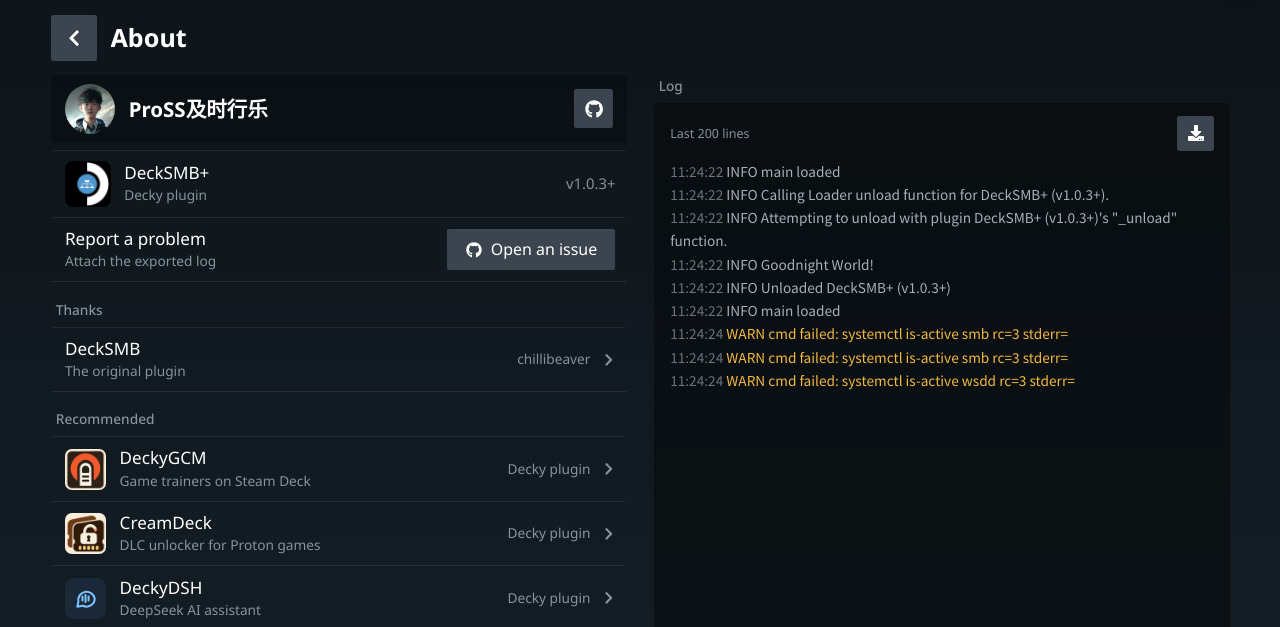 About
ProSS及时行乐
DeckSMB+
Decky plugin
v1.0.3+
Report a problem
Attach the exported log
Open an issue
Thanks
DeckSMB
The original plugin
chillibeaver
Recommended
DeckyGCM
Game trainers on Steam Deck
Decky plugin
CreamDeck
DLC unlocker for Proton games
Decky plugin
DeckyDSH
DeepSeek AI assistant
Decky plugin
Log
Last 200 lines
11:24:22 INFO main loaded
11:24:22 INFO Calling Loader unload function for DeckSMB+ (v1.0.3+).
11:24:22 INFO Attempting to unload with plugin DeckSMB+ (v1.0.3+)'s "_unload"
function.
11:24:22 INFO Goodnight World!
11:24:22 INFO Unloaded DeckSMB+ (v1.0.3+)
11:24:22 INFO main loaded
11:24:24 WARN cmd failed: systemctl is-active smb rc=3 stderr=
11:24:24 WARN cmd failed: systemctl is-active smb rc=3 stderr=
11:24:24 WARN cmd failed: systemctl is-active wsdd rc=3 stderr=